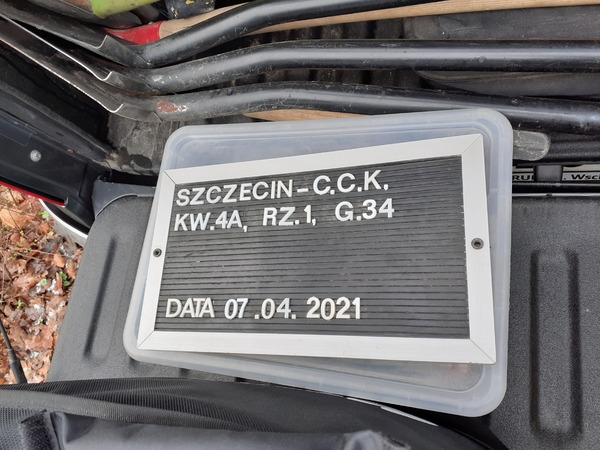 SZCZECIN-C.C.K.
KW.4A, RZ.1, G.34
DATA 07.04. 2021